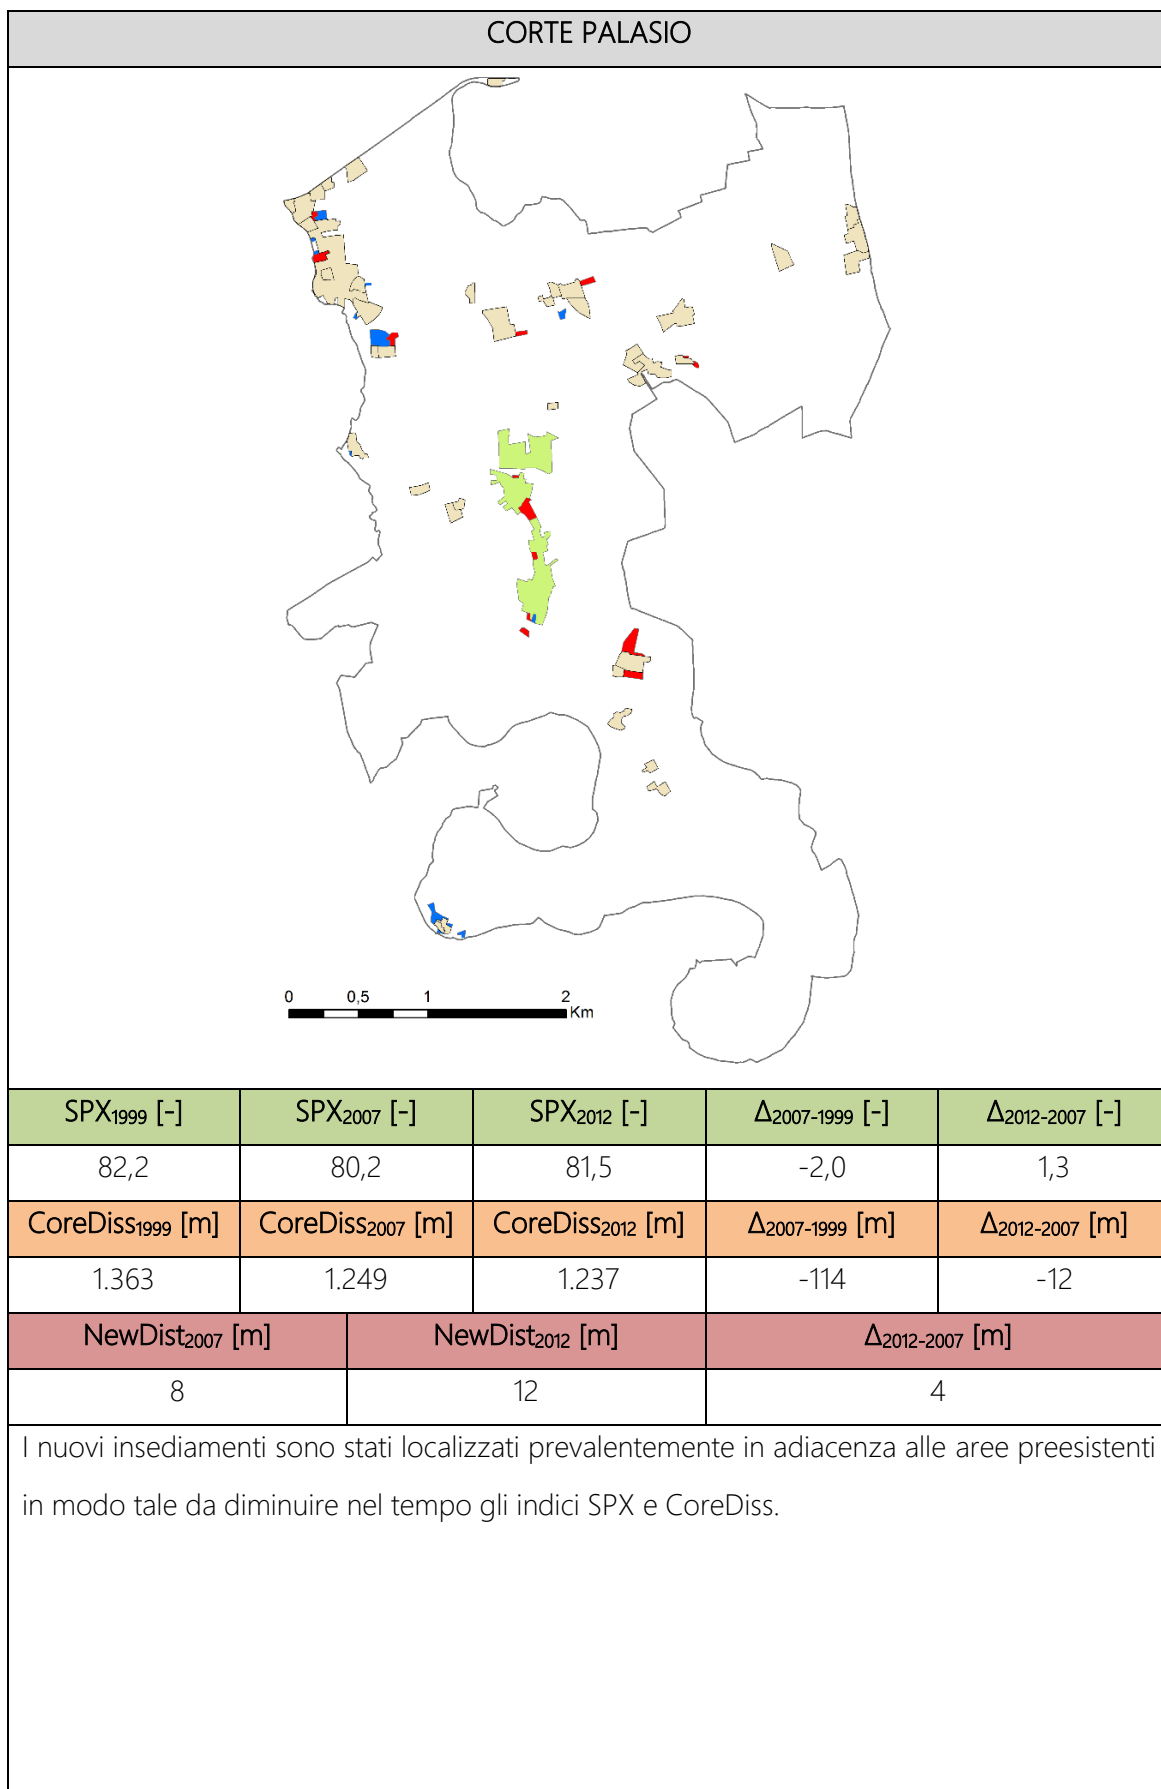 CORTE PALASIO
0 0,5 1 2
Km
SPX1999 [-] SPX2007 [-] SPX2012 [-] Δ2007-1999 [-] Δ2012-2007 [-]
82,2 80,2 81,5 -2,0 1,3
CoreDiss1999 [m] CoreDiss2007 [m] CoreDiss2012 [m] Δ2007-1999 [m] Δ2012-2007 [m]
1.363 1.249 1.237 -114 -12
NewDist2007 [m] NewDist2012 [m] Δ2012-2007 [m]
8 12 4
I nuovi insediamenti sono stati localizzati prevalentemente in adiacenza alle aree preesistenti
in modo tale da diminuire nel tempo gli indici SPX e CoreDiss.